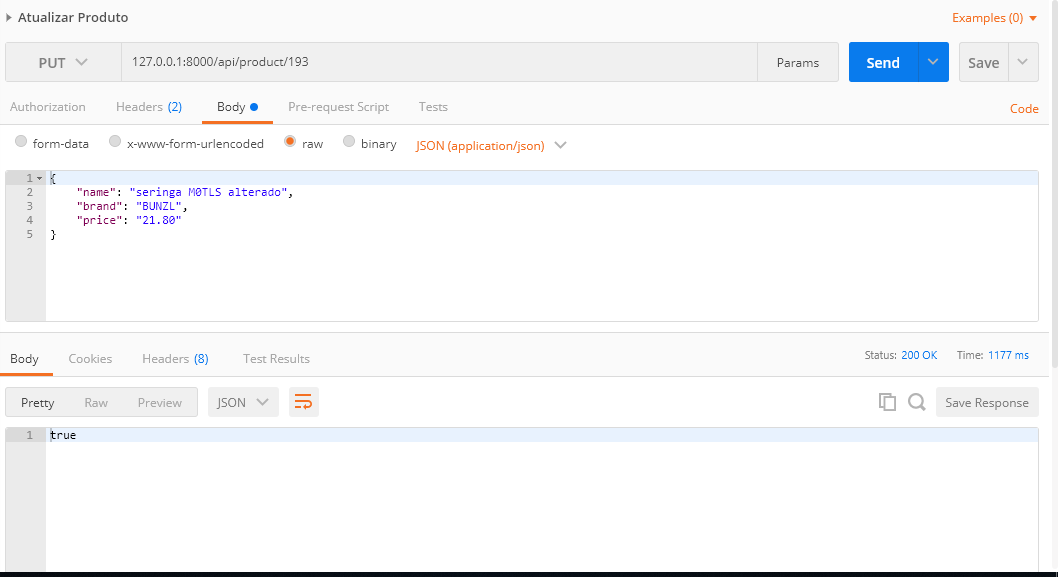 Atualizar Produto Examples (0)
PUT 127.0.0.1:8000/api/product/193 Params Send Save
Authorization Headers (2) Body Pre-request Script Tests Code
form-data x-www-form-urlencoded raw binary JSON (application/json)
1 {
2 "name": "seringa M0TLS alterado",
3 "brand": "BUNZL",
4 "price": "21.80"
5 }
Body Cookies Headers (8) Test Results Status: 200 OK Time: 1177 ms
Pretty Raw Preview JSON Save Response
1 true